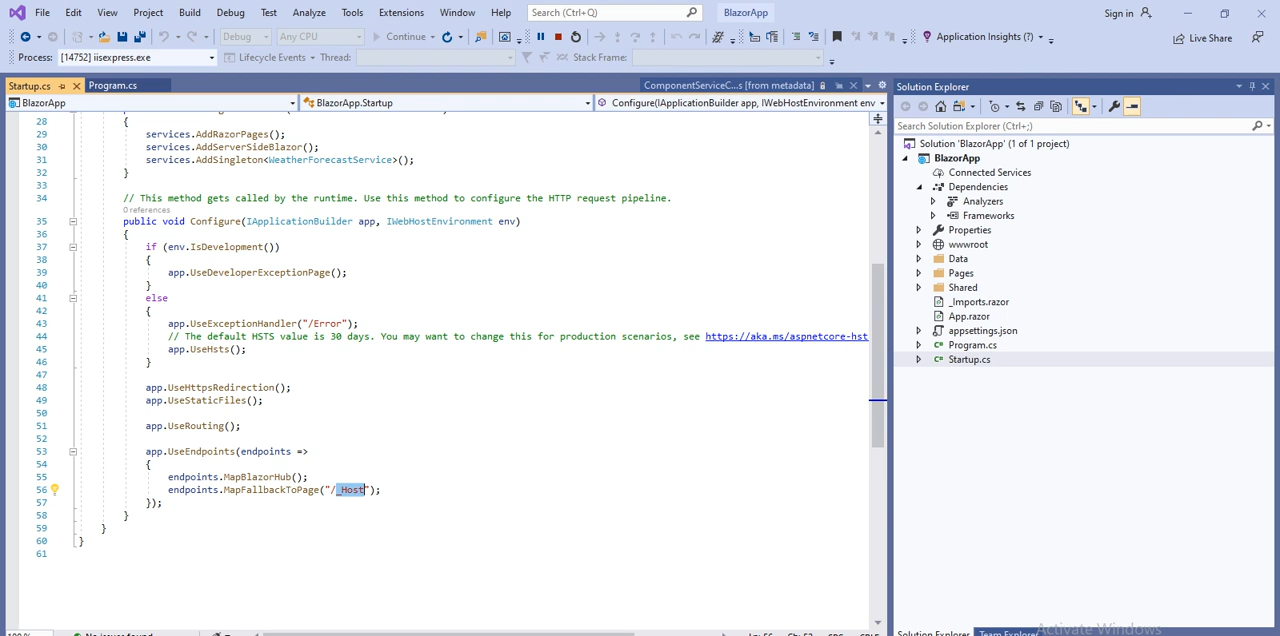 File Edit View Project Build Debug Test Analyze Tools Extensions Window Help Search (Ctrl+Q) BlazorApp Sign in
Debug Any CPU Continue Application Insights (?) Live Share
Process: [14752] iisexpress.exe Lifecycle Events Thread: Stack Frame:
Startup.cs Program.cs ComponentServiceC...s [from metadata]
BlazorApp BlazorApp.Startup Configure(IApplicationBuilder app, IWebHostEnvironment env
28 {
29 services.AddRazorPages();
30 services.AddServerSideBlazor();
31 services.AddSingleton<WeatherForecastService>();
32 }
33
34 // This method gets called by the runtime. Use this method to configure the HTTP request pipeline.
0 references
35 public void Configure(IApplicationBuilder app, IWebHostEnvironment env)
36 {
37 if (env.IsDevelopment())
38 {
39 app.UseDeveloperExceptionPage();
40 }
41 else
42 {
43 app.UseExceptionHandler("/Error");
44 // The default HSTS value is 30 days. You may want to change this for production scenarios, see https://aka.ms/aspnetcore-hst
45 app.UseHsts();
46 }
47
48 app.UseHttpsRedirection();
49 app.UseStaticFiles();
50
51 app.UseRouting();
52
53 app.UseEndpoints(endpoints =>
54 {
55 endpoints.MapBlazorHub();
56 endpoints.MapFallbackToPage("/_Host");
57 });
58 }
59 }
60 }
61
Solution Explorer
Search Solution Explorer (Ctrl+;)
Solution 'BlazorApp' (1 of 1 project)
BlazorApp
Connected Services
Dependencies
Analyzers
Frameworks
Properties
wwwroot
Data
Pages
Shared
_Imports.razor
App.razor
appsettings.json
Program.cs
Startup.cs
Solution Explorer Team Explorer
Activate Windows